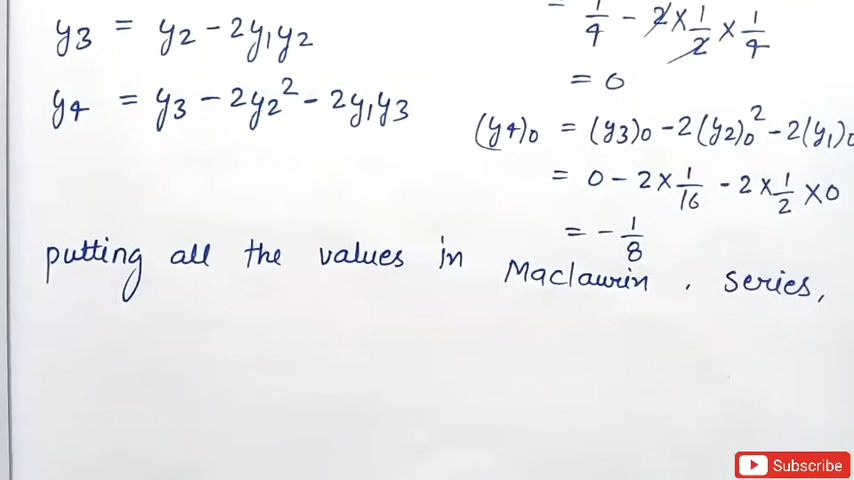 y3 = y2 - 2y1y2
y4 = y3 - 2y2² - 2y1y3
= 1/4 - 2 × 1/2 × 1/4
= 0
(y4)0 = (y3)0 - 2(y2)0² - 2(y1)0
= 0 - 2 × 1/16 - 2 × 1/2 × 0
= - 1/8
putting all the values in Maclaurin . series,
Subscribe